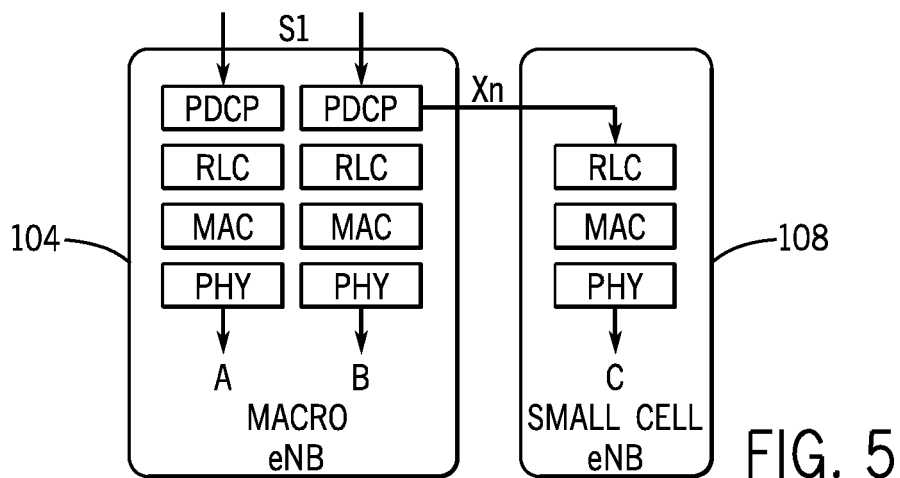 S1
PDCP
PDCP
Xn
RLC
RLC
RLC
MAC
MAC
MAC
104
108
PHY
PHY
PHY
A
B
C
MACRO
eNB
SMALL CELL
eNB
FIG. 5